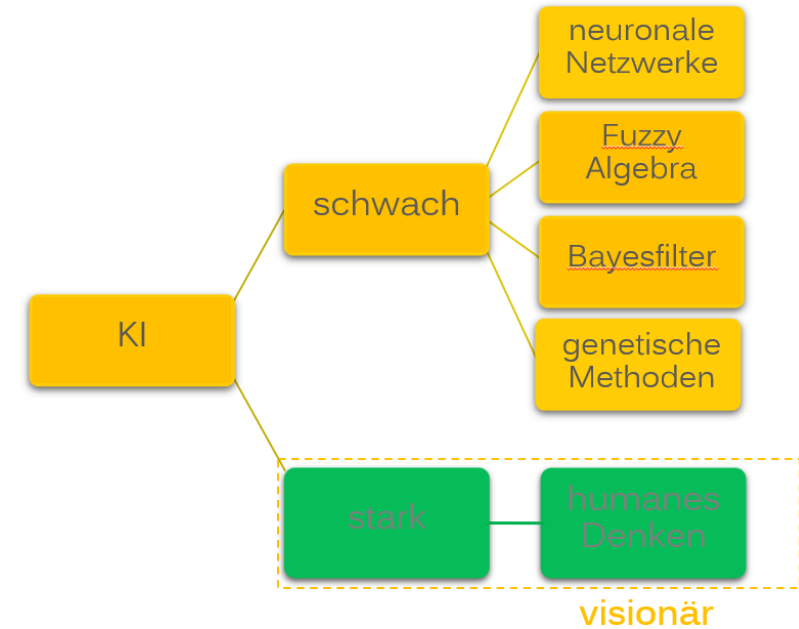 neuronale
Netzwerke
Fuzzy
Algebra
schwach
Bayesfilter
KI
genetische
Methoden
stark
humanes
Denken
visionär